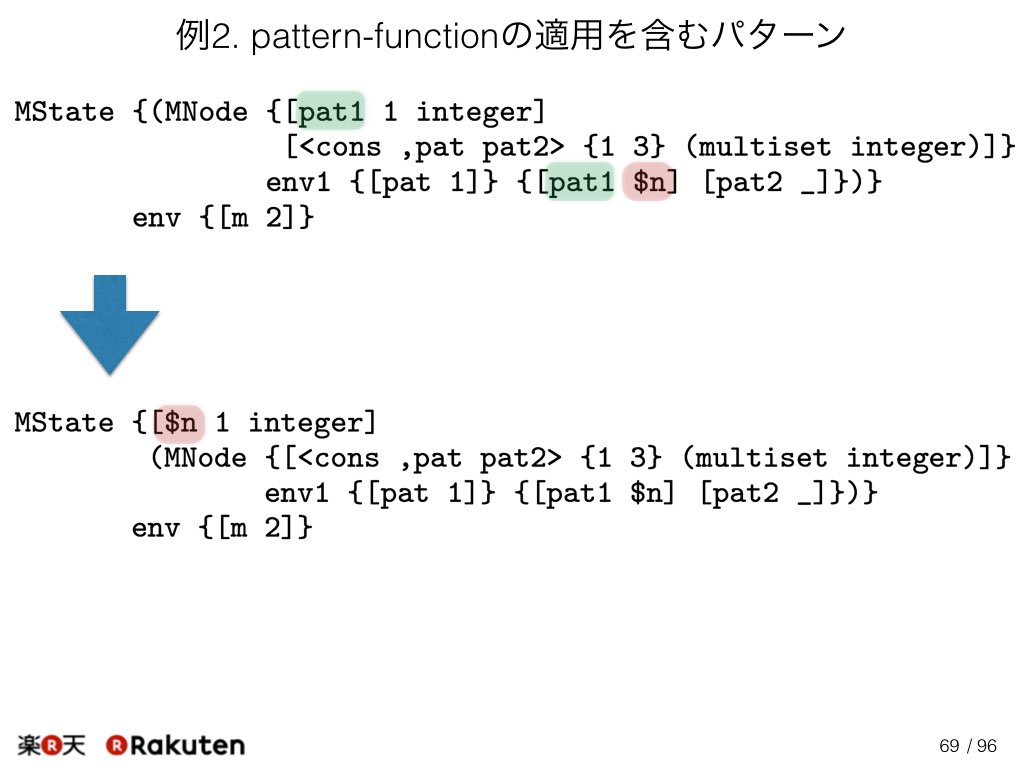 例2. pattern-functionの適用を含むパターン
MState {(MNode {[pat1 1 integer]
[<cons ,pat pat2> {1 3} (multiset integer)]}
env1 {[pat 1]} {[pat1 $n] [pat2 _]})}
env {[m 2]}
MState {[$n 1 integer]
(MNode {[<cons ,pat pat2> {1 3} (multiset integer)]}
env1 {[pat 1]} {[pat1 $n] [pat2 _]})}
env {[m 2]}
楽R天 R Rakuten
69 / 96